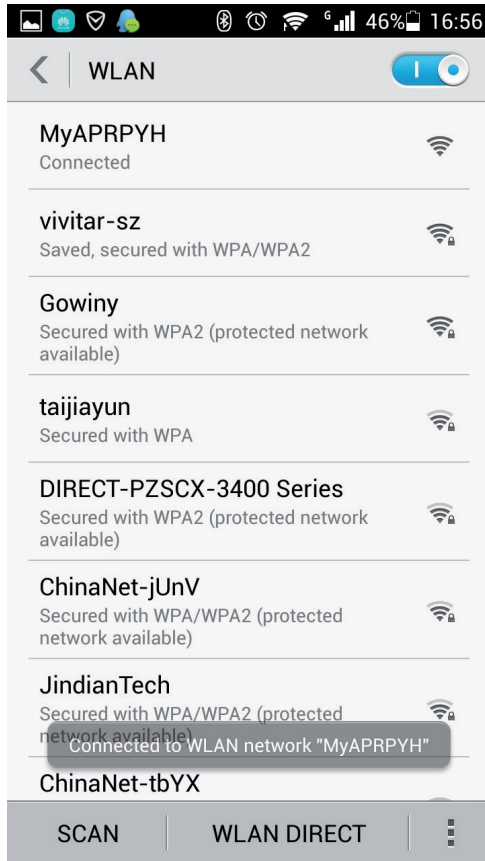 46% 16:56
WLAN
MyAPRPYH
Connected
vivitar-sz
Saved, secured with WPA/WPA2
Gowiny
Secured with WPA2 (protected network
available)
taijiayun
Secured with WPA
DIRECT-PZSCX-3400 Series
Secured with WPA2 (protected network
available)
ChinaNet-jUnV
Secured with WPA/WPA2 (protected
network available)
JindianTech
Secured with WPA/WPA2 (protected
network available)
Connected to WLAN network "MyAPRPYH"
ChinaNet-tbYX
SCAN WLAN DIRECT